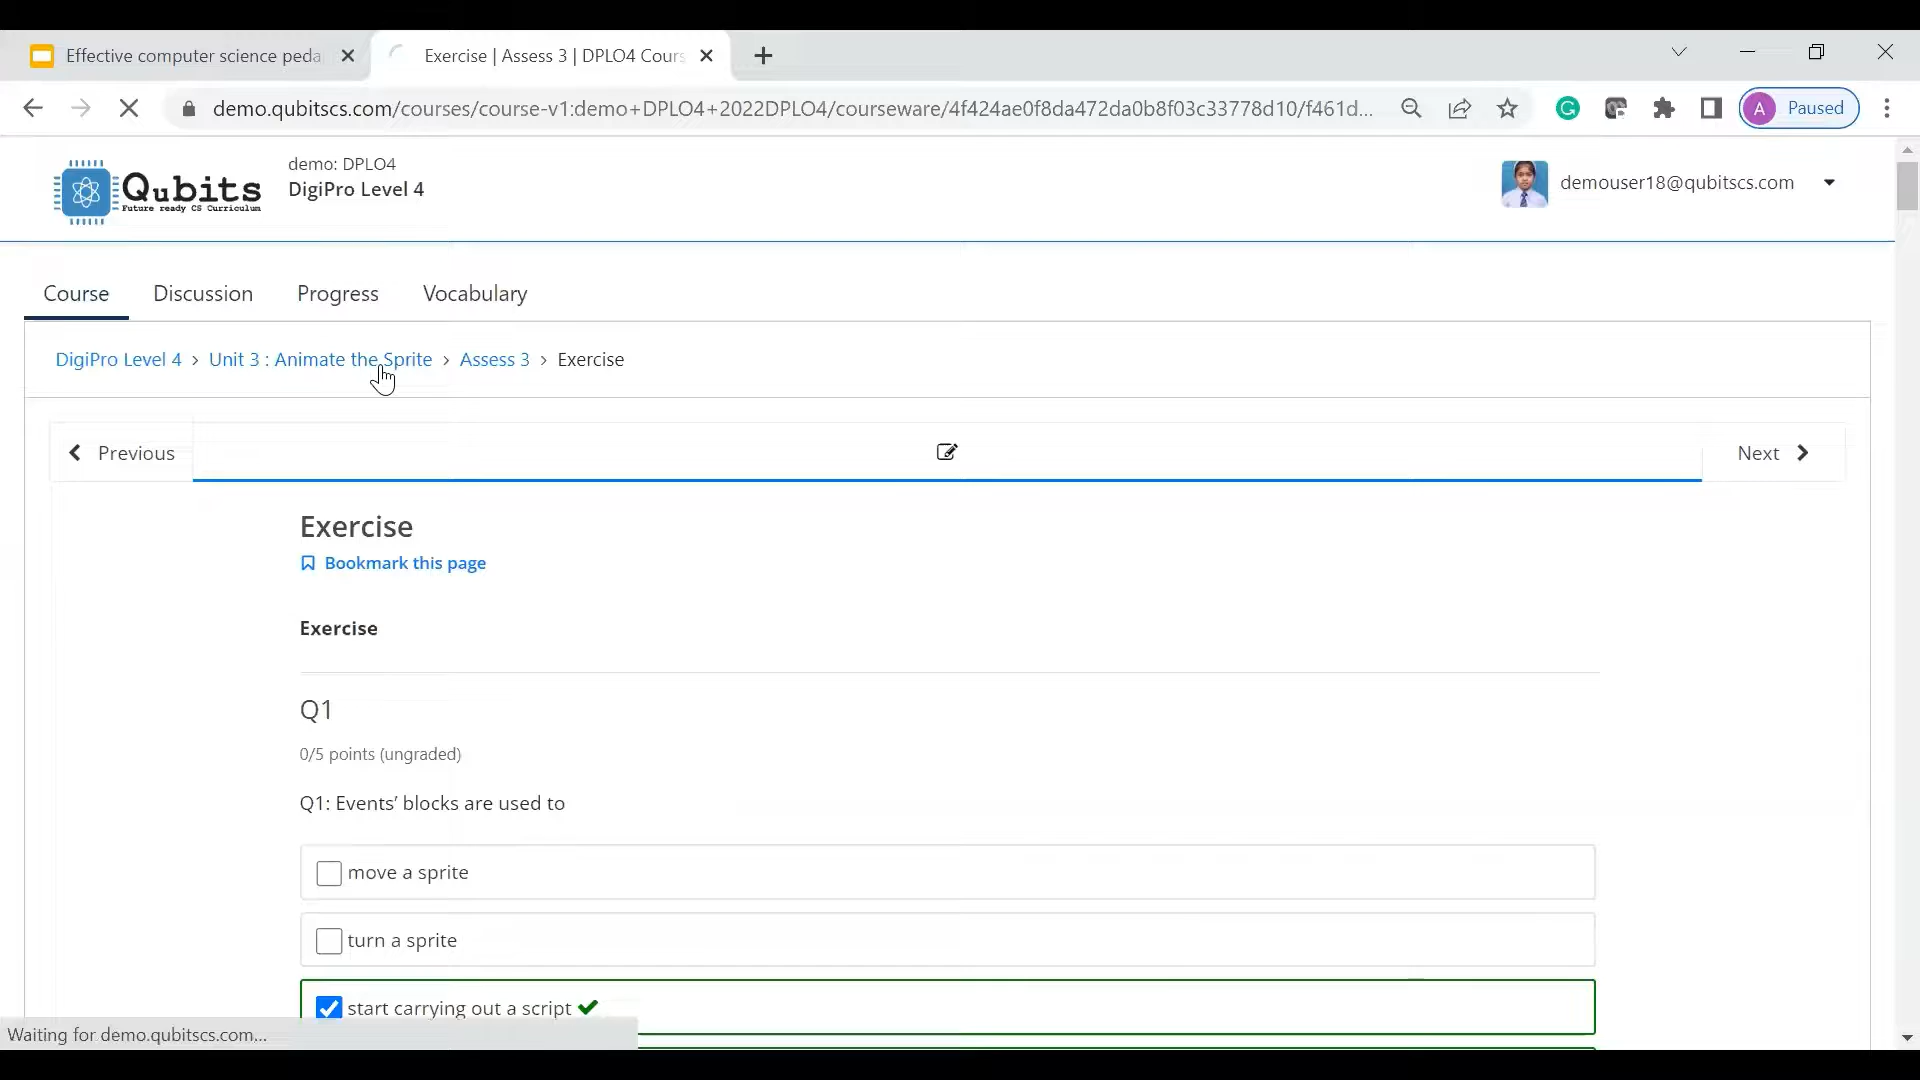 Effective computer science peda
Exercise | Assess 3 | DPLO4 Cours
demo.qubitscs.com/courses/course-v1:demo+DPLO4+2022DPLO4/courseware/4f424ae0f8da472da0b8f03c33778d10/f461d...
A Paused
Qubits
Future ready CS Curriculum
demo: DPLO4
DigiPro Level 4
demouser18@qubitscs.com
Course Discussion Progress Vocabulary
DigiPro Level 4 > Unit 3 : Animate the Sprite > Assess 3 > Exercise
Previous
Next
Exercise
Bookmark this page
Exercise
Q1
0/5 points (ungraded)
Q1: Events’ blocks are used to
move a sprite
turn a sprite
start carrying out a script
Waiting for demo.qubitscs.com...